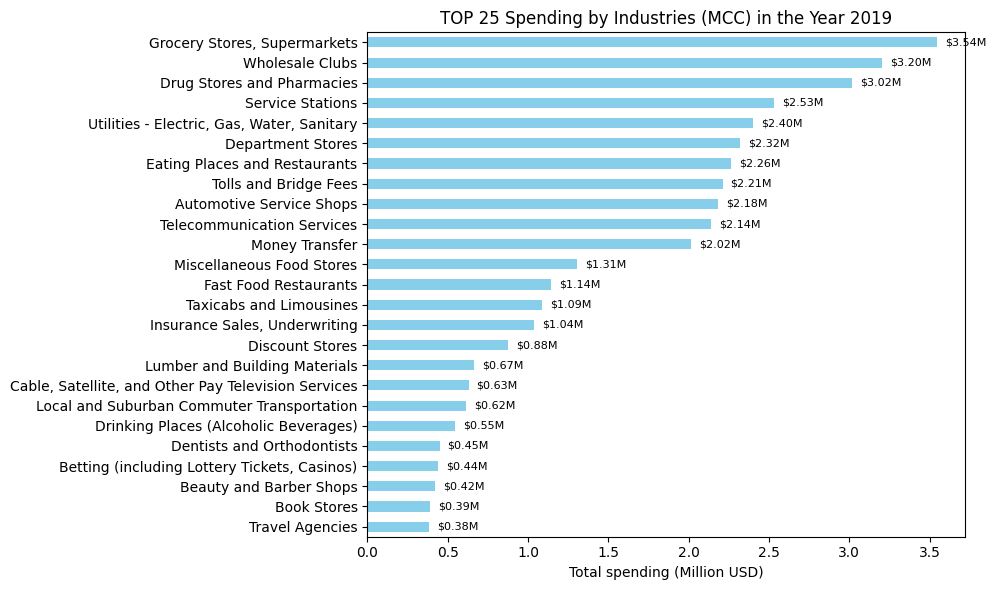 TOP 25 Spending by Industries (MCC) in the Year 2019
Grocery Stores, Supermarkets $3.54M
Wholesale Clubs $3.20M
Drug Stores and Pharmacies $3.02M
Service Stations $2.53M
Utilities - Electric, Gas, Water, Sanitary $2.40M
Department Stores $2.32M
Eating Places and Restaurants $2.26M
Tolls and Bridge Fees $2.21M
Automotive Service Shops $2.18M
Telecommunication Services $2.14M
Money Transfer $2.02M
Miscellaneous Food Stores $1.31M
Fast Food Restaurants $1.14M
Taxicabs and Limousines $1.09M
Insurance Sales, Underwriting $1.04M
Discount Stores $0.88M
Lumber and Building Materials $0.67M
Cable, Satellite, and Other Pay Television Services $0.63M
Local and Suburban Commuter Transportation $0.62M
Drinking Places (Alcoholic Beverages) $0.55M
Dentists and Orthodontists $0.45M
Betting (including Lottery Tickets, Casinos) $0.44M
Beauty and Barber Shops $0.42M
Book Stores $0.39M
Travel Agencies $0.38M
0.0 0.5 1.0 1.5 2.0 2.5 3.0 3.5
Total spending (Million USD)